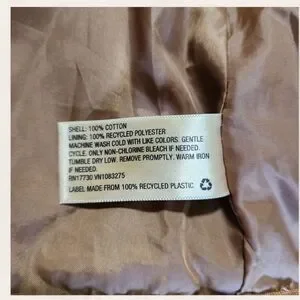 SHELL: 100% COTTON
LINING: 100% RECYCLED POLYESTER
MACHINE WASH COLD WITH LIKE COLORS. GENTLE
CYCLE. ONLY NON-CHLORINE BLEACH IF NEEDED.
TUMBLE DRY LOW. REMOVE PROMPTLY. WARM IRON
IF NEEDED.
RN17730 VN1083275
LABEL MADE FROM 100% RECYCLED PLASTIC